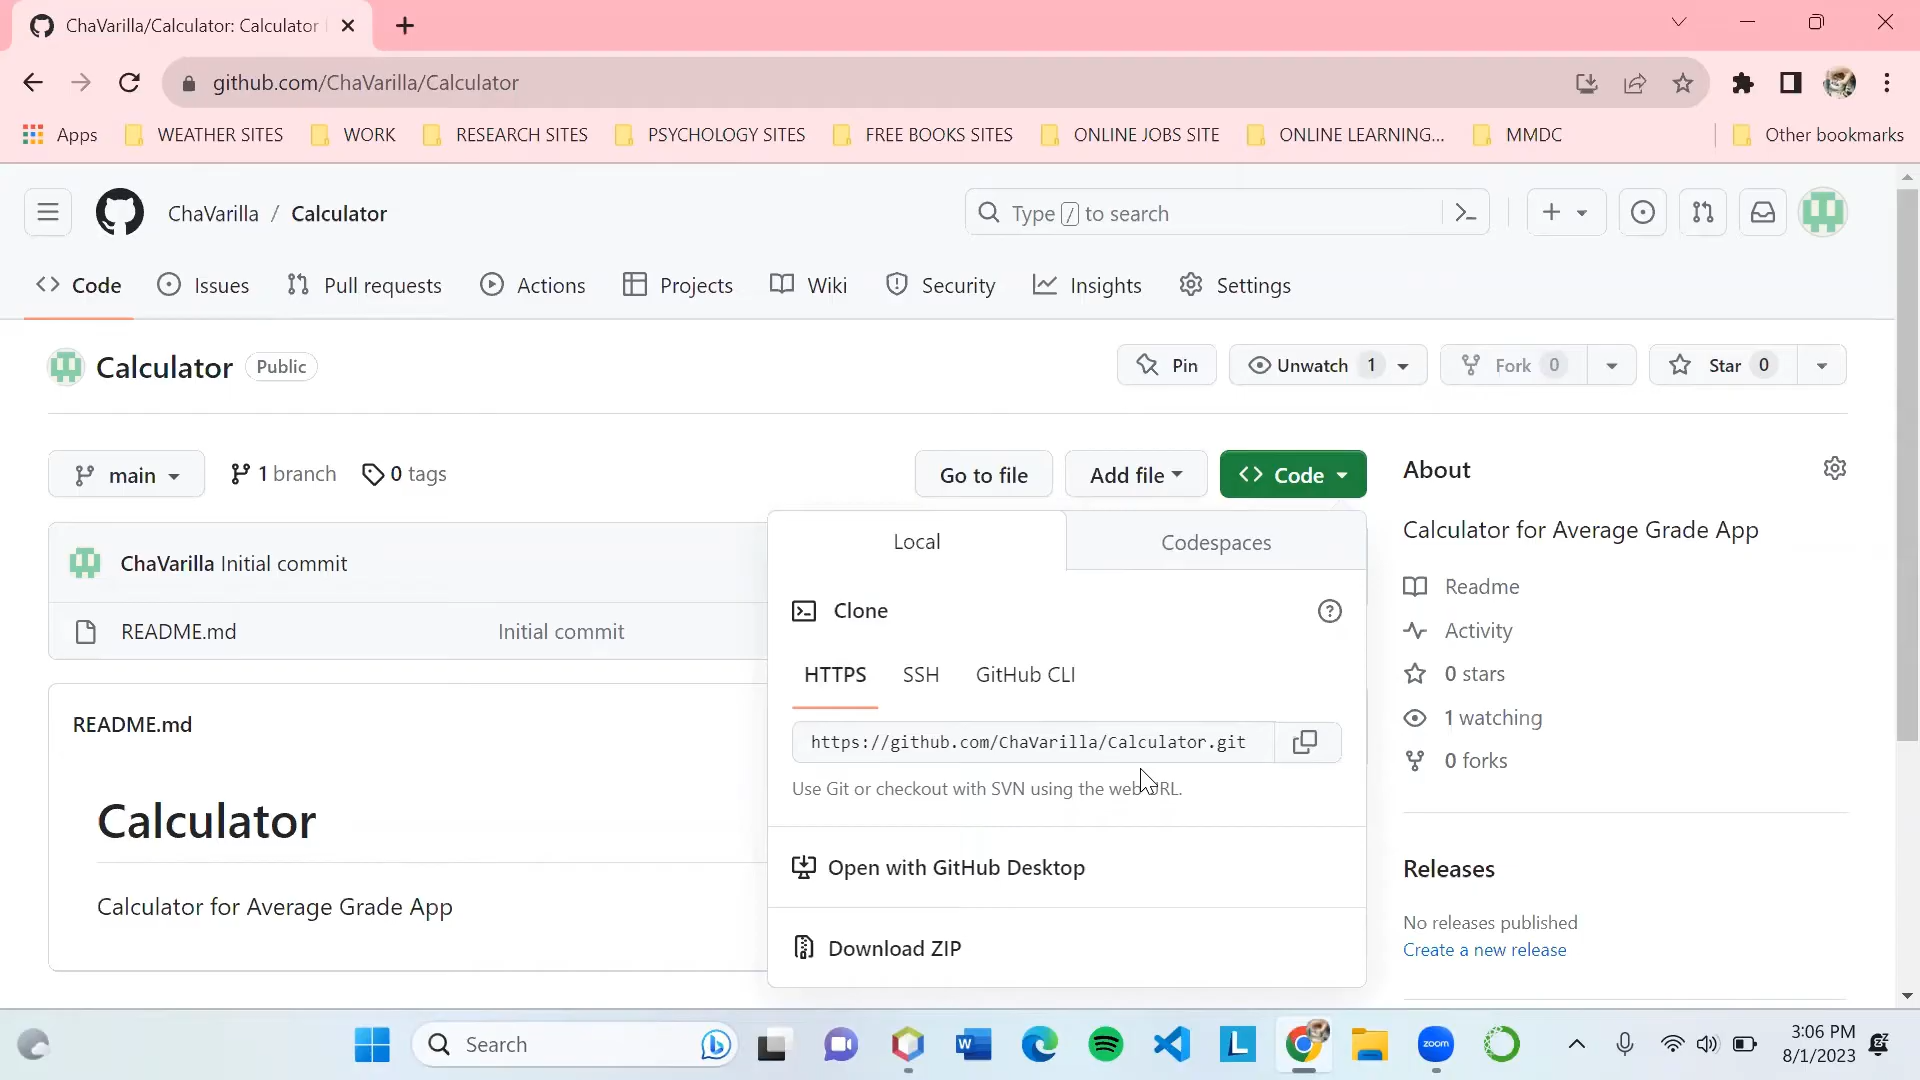 ChaVarilla/Calculator: Calculator
github.com/ChaVarilla/Calculator
Apps WEATHER SITES WORK RESEARCH SITES PSYCHOLOGY SITES FREE BOOKS SITES ONLINE JOBS SITE ONLINE LEARNING... MMDC Other bookmarks
ChaVarilla / Calculator Type / to search
Code Issues Pull requests Actions Projects Wiki Security Insights Settings
Calculator Public Pin Unwatch 1 Fork 0 Star 0
main 1 branch 0 tags Go to file Add file Code
ChaVarilla Initial commit
README.md Initial commit
README.md
Calculator
Calculator for Average Grade App
Local Codespaces
Clone
HTTPS SSH GitHub CLI
https://github.com/ChaVarilla/Calculator.git
Use Git or checkout with SVN using the web URL.
Open with GitHub Desktop
Download ZIP
About
Calculator for Average Grade App
Readme
Activity
0 stars
1 watching
0 forks
Releases
No releases published
Create a new release
Search W L zoom 3:06 PM
8/1/2023